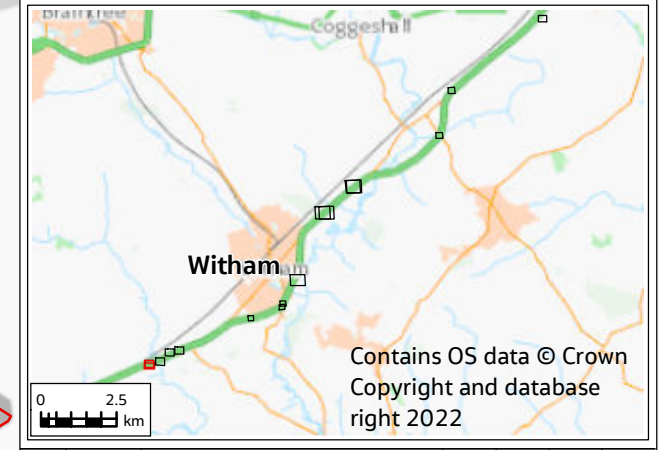 Braintree
Coggeshall
Witham
Contains OS data © Crown
Copyright and database
right 2022
0 2.5
km